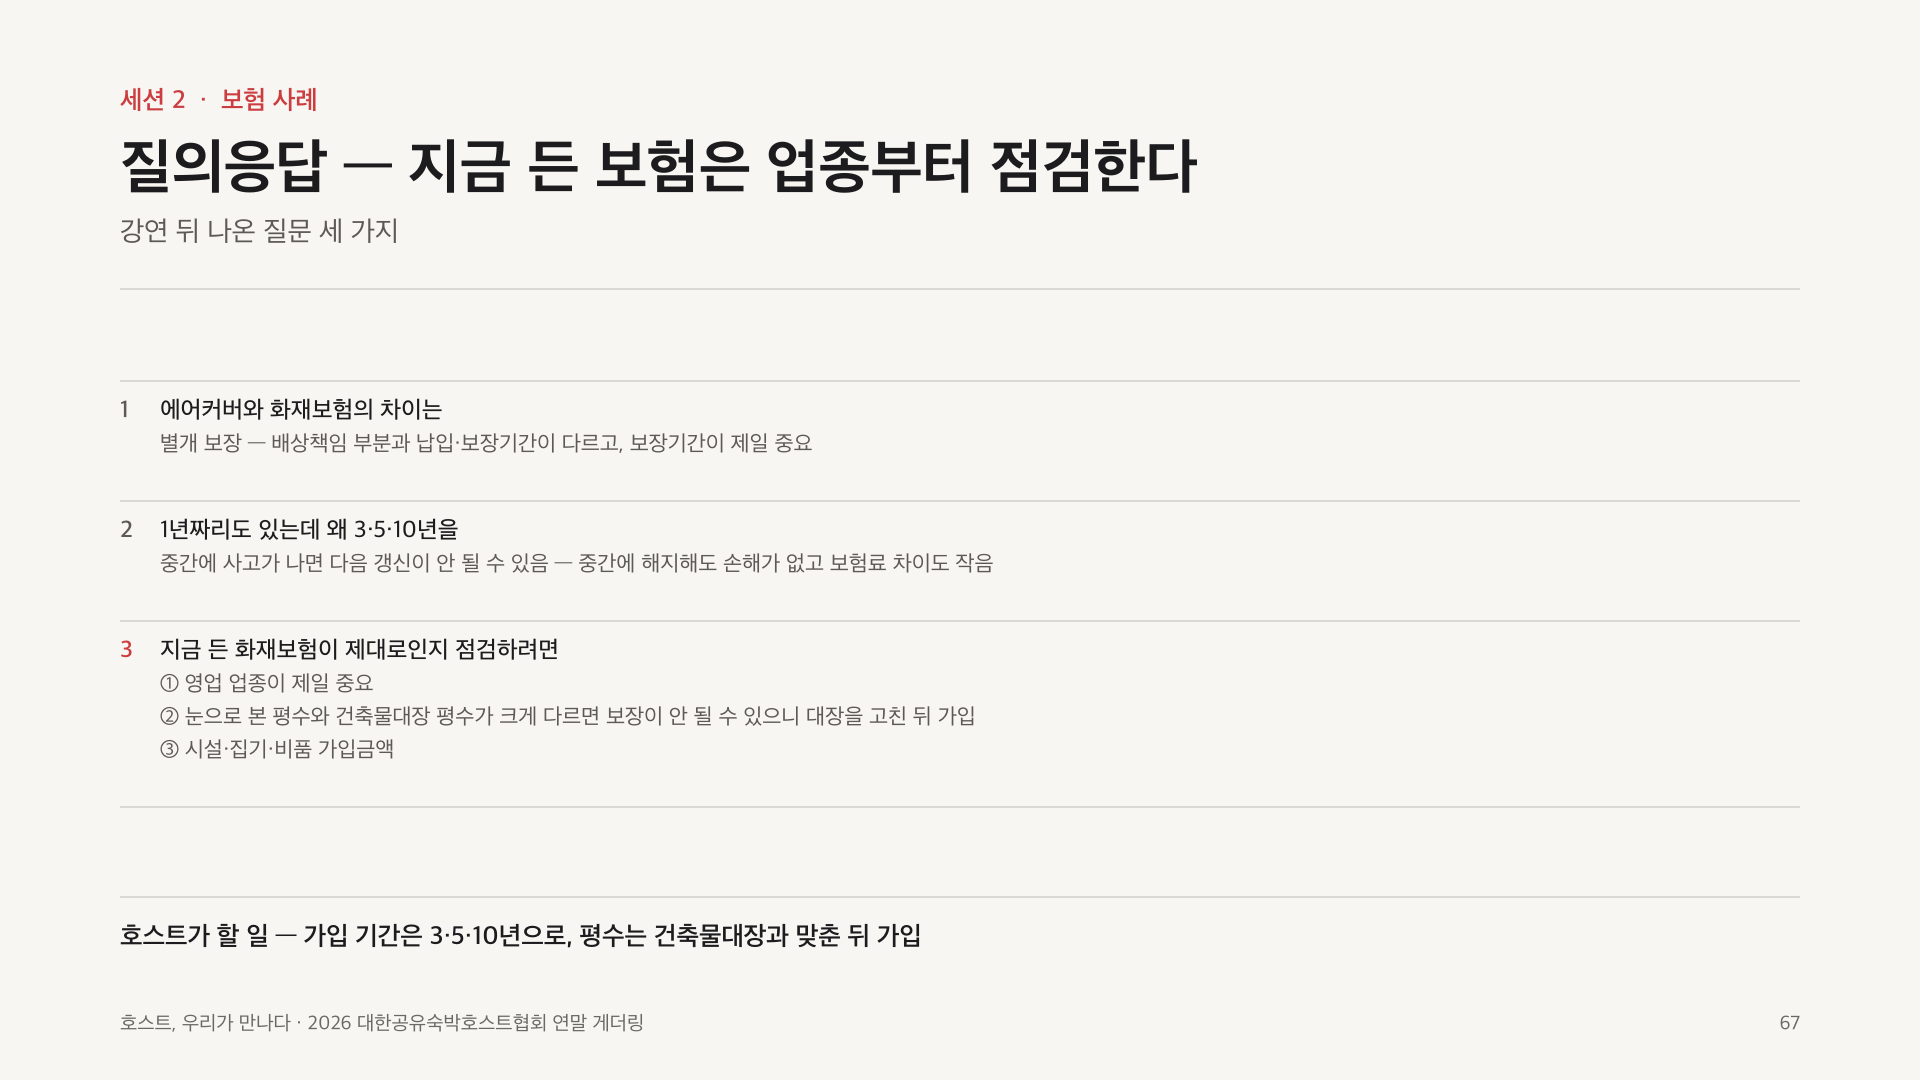 세션 2 · 보험 사례
질의응답 — 지금 든 보험은 업종부터 점검한다
강연 뒤 나온 질문 세 가지
1 에어커버와 화재보험의 차이는
별개 보장 — 배상책임 부분과 납입·보장기간이 다르고, 보장기간이 제일 중요
2 1년짜리도 있는데 왜 3·5·10년을
중간에 사고가 나면 다음 갱신이 안 될 수 있음 — 중간에 해지해도 손해가 없고 보험료 차이도 작음
3 지금 든 화재보험이 제대로인지 점검하려면
① 영업 업종이 제일 중요
② 눈으로 본 평수와 건축물대장 평수가 크게 다르면 보장이 안 될 수 있으니 대장을 고친 뒤 가입
③ 시설·집기·비품 가입금액
호스트가 할 일 — 가입 기간은 3·5·10년으로, 평수는 건축물대장과 맞춘 뒤 가입
호스트, 우리가 만나다 · 2026 대한공유숙박호스트협회 연말 게더링
67